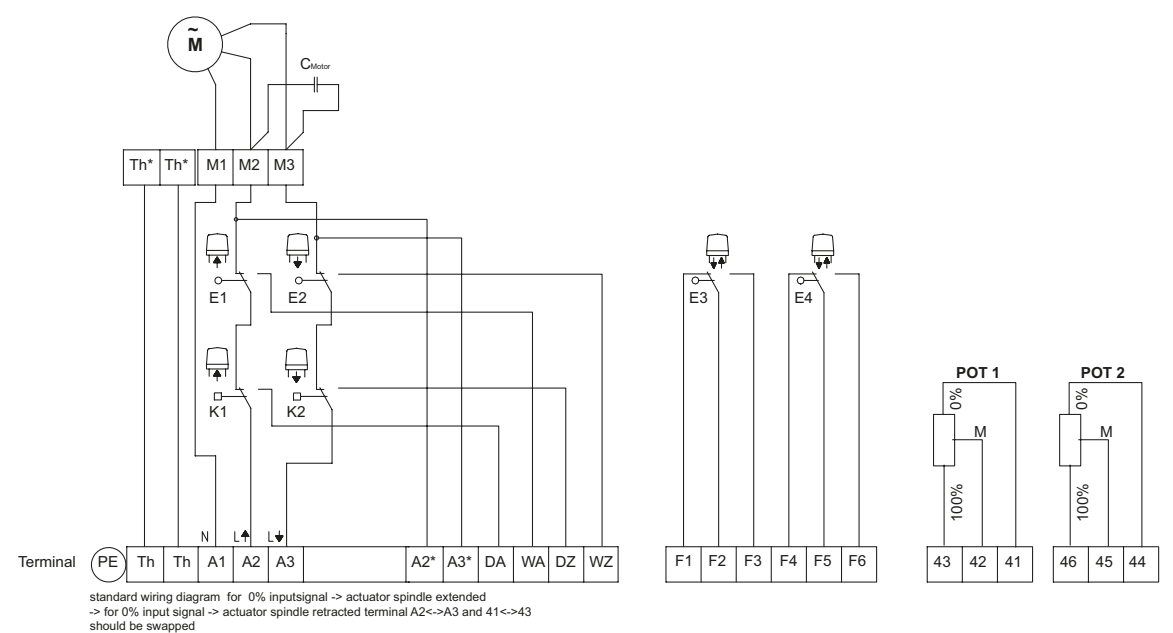 ~
M
CMotor
Th* Th* M1 M2 M3
E1 E2 E3 E4
K1 K2
POT 1 POT 2
0% 0%
M M
100% 100%
N L L
Terminal PE Th Th A1 A2 A3 A2* A3* DA WA DZ WZ F1 F2 F3 F4 F5 F6 43 42 41 46 45 44
standard wiring diagram for 0% inputsignal -> actuator spindle extended
-> for 0% input signal -> actuator spindle retracted terminal A2<->A3 and 41<->43
should be swapped